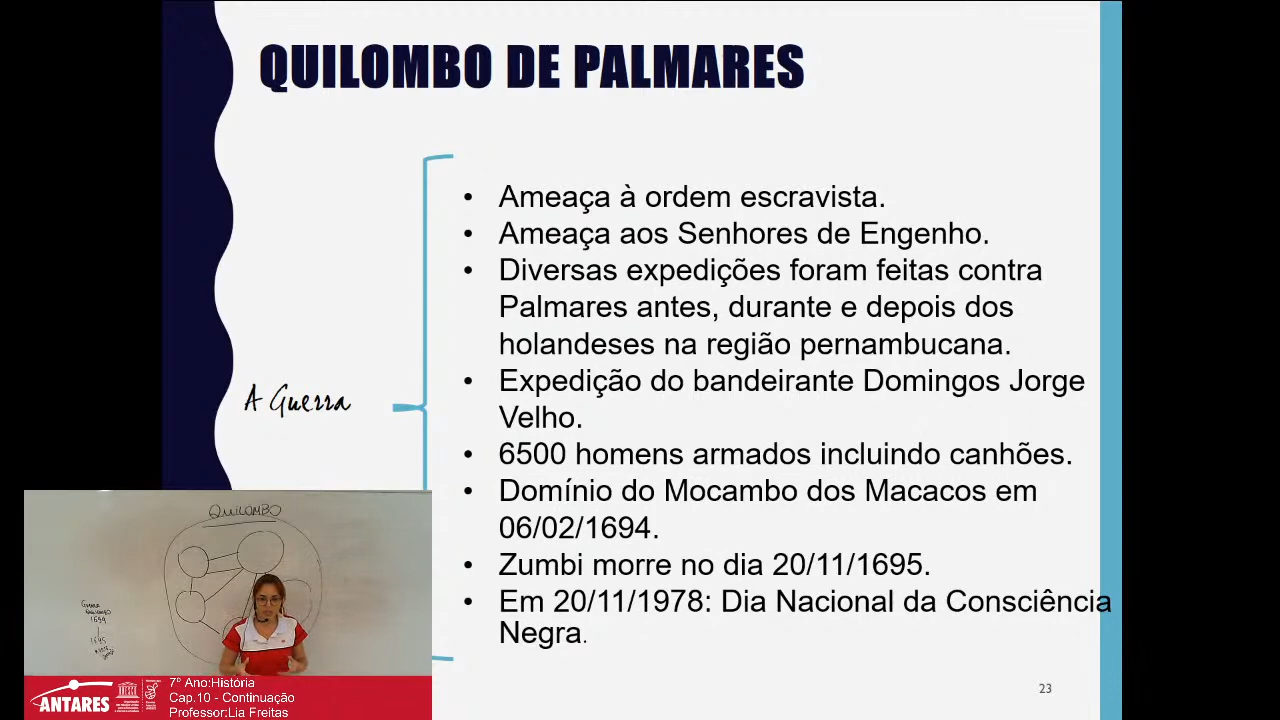 QUILOMBO DE PALMARES
• Ameaça à ordem escravista.
• Ameaça aos Senhores de Engenho.
• Diversas expedições foram feitas contra
Palmares antes, durante e depois dos
holandeses na região pernambucana.
• Expedição do bandeirante Domingos Jorge
Velho.
• 6500 homens armados incluindo canhões.
• Domínio do Mocambo dos Macacos em
06/02/1694.
• Zumbi morre no dia 20/11/1695.
• Em 20/11/1978: Dia Nacional da Consciência
Negra.
A Guerra
23
QUILOMBO
Guerra
1694
1695
ANTARES
7º Ano:História
Cap.10 - Continuação
Professor:Lia Freitas